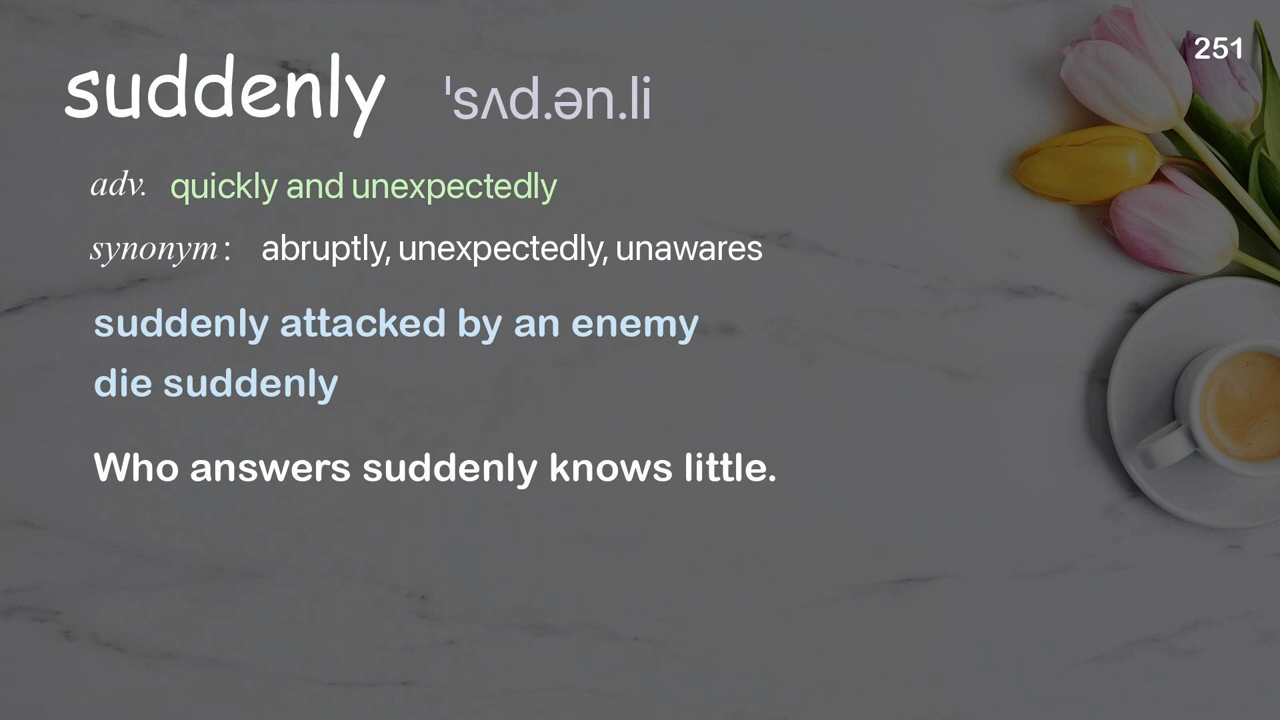 251
suddenly ˈsʌd.ən.li
adv. quickly and unexpectedly
synonym: abruptly, unexpectedly, unawares
suddenly attacked by an enemy
die suddenly
Who answers suddenly knows little.